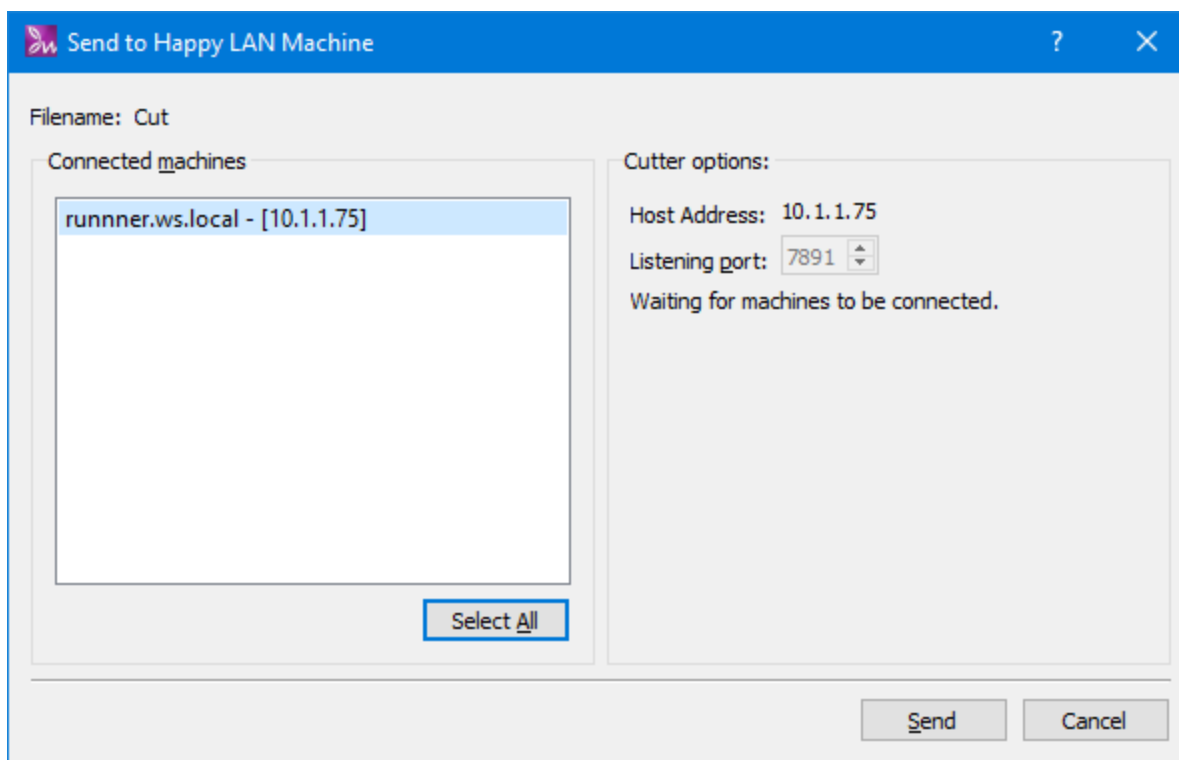 Send to Happy LAN Machine
Filename: Cut
Connected machines
runnner.ws.local - [10.1.1.75]
Select All
Cutter options:
Host Address: 10.1.1.75
Listening port: 7891
Waiting for machines to be connected.
Send
Cancel